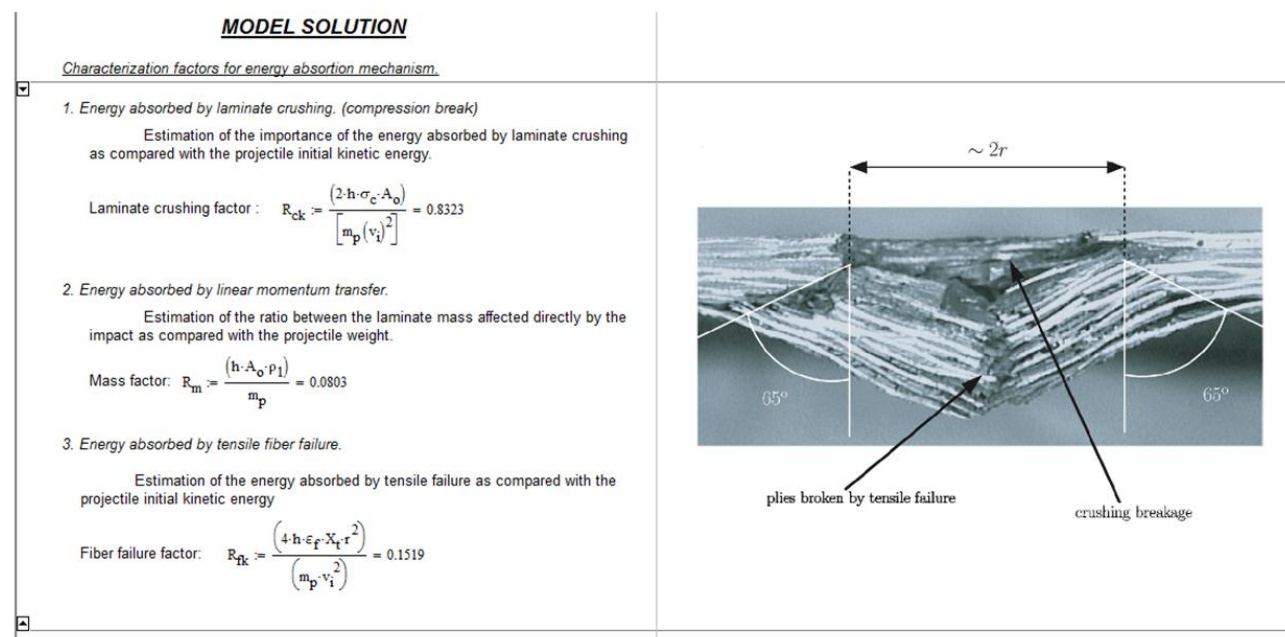 MODEL SOLUTION
Characterization factors for energy absortion mechanism.
1. Energy absorbed by laminate crushing. (compression break)
Estimation of the importance of the energy absorbed by laminate crushing
as compared with the projectile initial kinetic energy.
Laminate crushing factor : R_ck := (2·h·σ_c·A_o) / [m_p(v_i)^2] = 0.8323
2. Energy absorbed by linear momentum transfer.
Estimation of the ratio between the laminate mass affected directly by the
impact as compared with the projectile weight.
Mass factor: R_m := (h·A_o·ρ_1) / m_p = 0.0803
3. Energy absorbed by tensile fiber failure.
Estimation of the energy absorbed by tensile failure as compared with the
projectile initial kinetic energy
Fiber failure factor: R_fk := (4·h·ε_f·X_t·r^2) / (m_p·v_i^2) = 0.1519
~ 2r
65º
65º
plies broken by tensile failure
crushing breakage